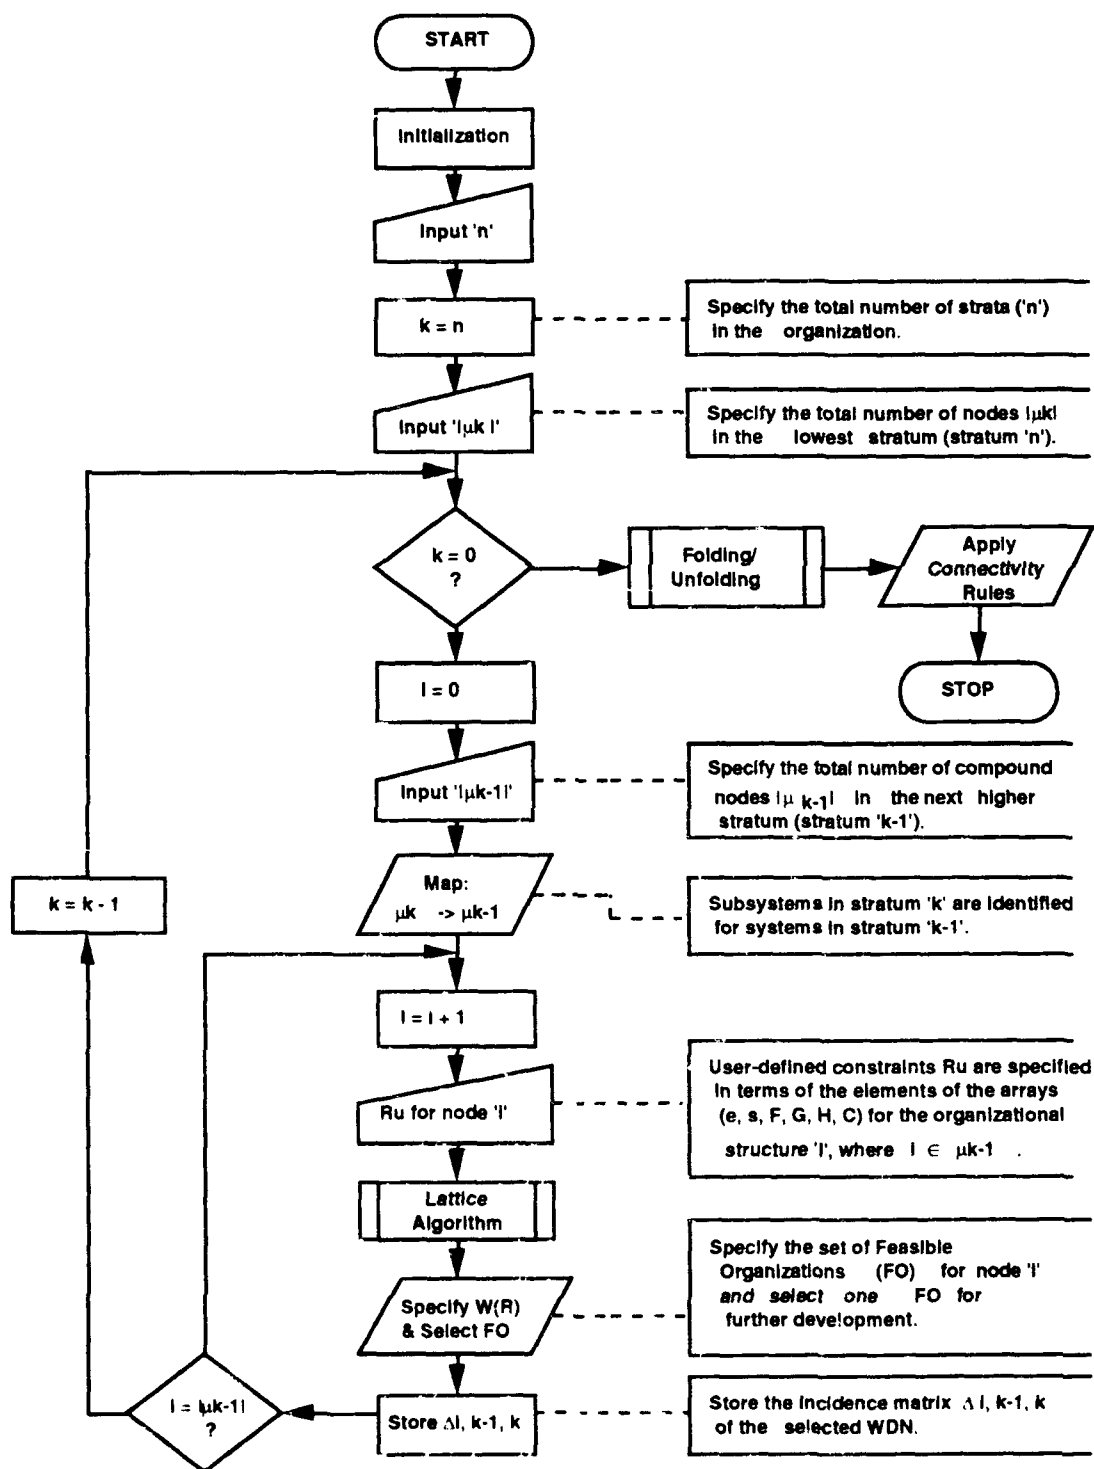 START
Initialization
Input 'n'
k = n
Specify the total number of strata ('n')
in the organization.
Input '|μk |'
Specify the total number of nodes |μk|
in the lowest stratum (stratum 'n').
k = 0
?
Folding/
Unfolding
Apply
Connectivity
Rules
STOP
I = 0
Input '|μk-1|'
Specify the total number of compound
nodes |μ k-1| in the next higher
stratum (stratum 'k-1').
k = k - 1
Map:
μk -> μk-1
Subsystems in stratum 'k' are identified
for systems in stratum 'k-1'.
I = I + 1
Ru for node 'I'
User-defined constraints Ru are specified
in terms of the elements of the arrays
(e, s, F, G, H, C) for the organizational
structure 'I', where I ∈ μk-1 .
Lattice
Algorithm
Specify W(R)
& Select FO
Specify the set of Feasible
Organizations (FO) for node 'I'
and select one FO for
further development.
I = |μk-1|
?
Store ΔI, k-1, k
Store the incidence matrix Δ I, k-1, k
of the selected WDN.